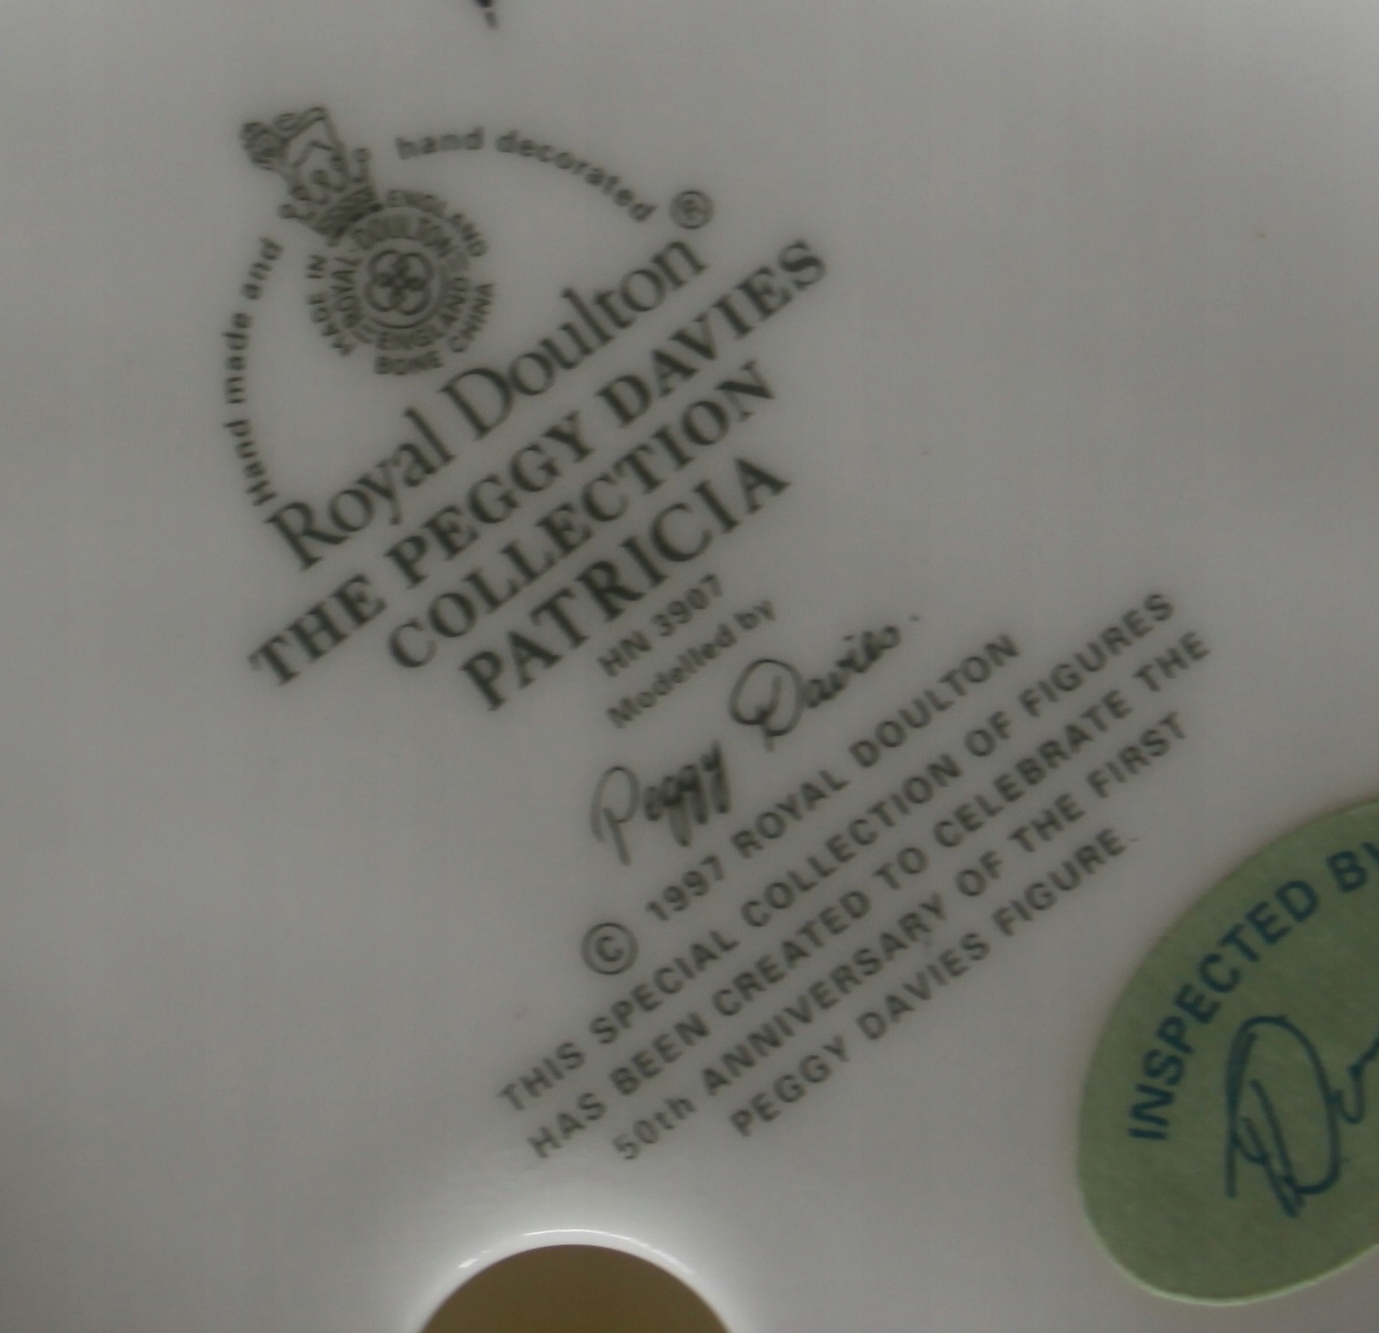 Hand made and hand decorated
MADE IN ENGLAND
ROYAL DOULTON
ENGLAND
BONE CHINA
Royal Doulton®
THE PEGGY DAVIES
COLLECTION
PATRICIA
HN 3907
Modelled by
Peggy Davies.
© 1997 ROYAL DOULTON
THIS SPECIAL COLLECTION OF FIGURES
HAS BEEN CREATED TO CELEBRATE THE
50th ANNIVERSARY OF THE FIRST
PEGGY DAVIES FIGURE.
INSPECTED